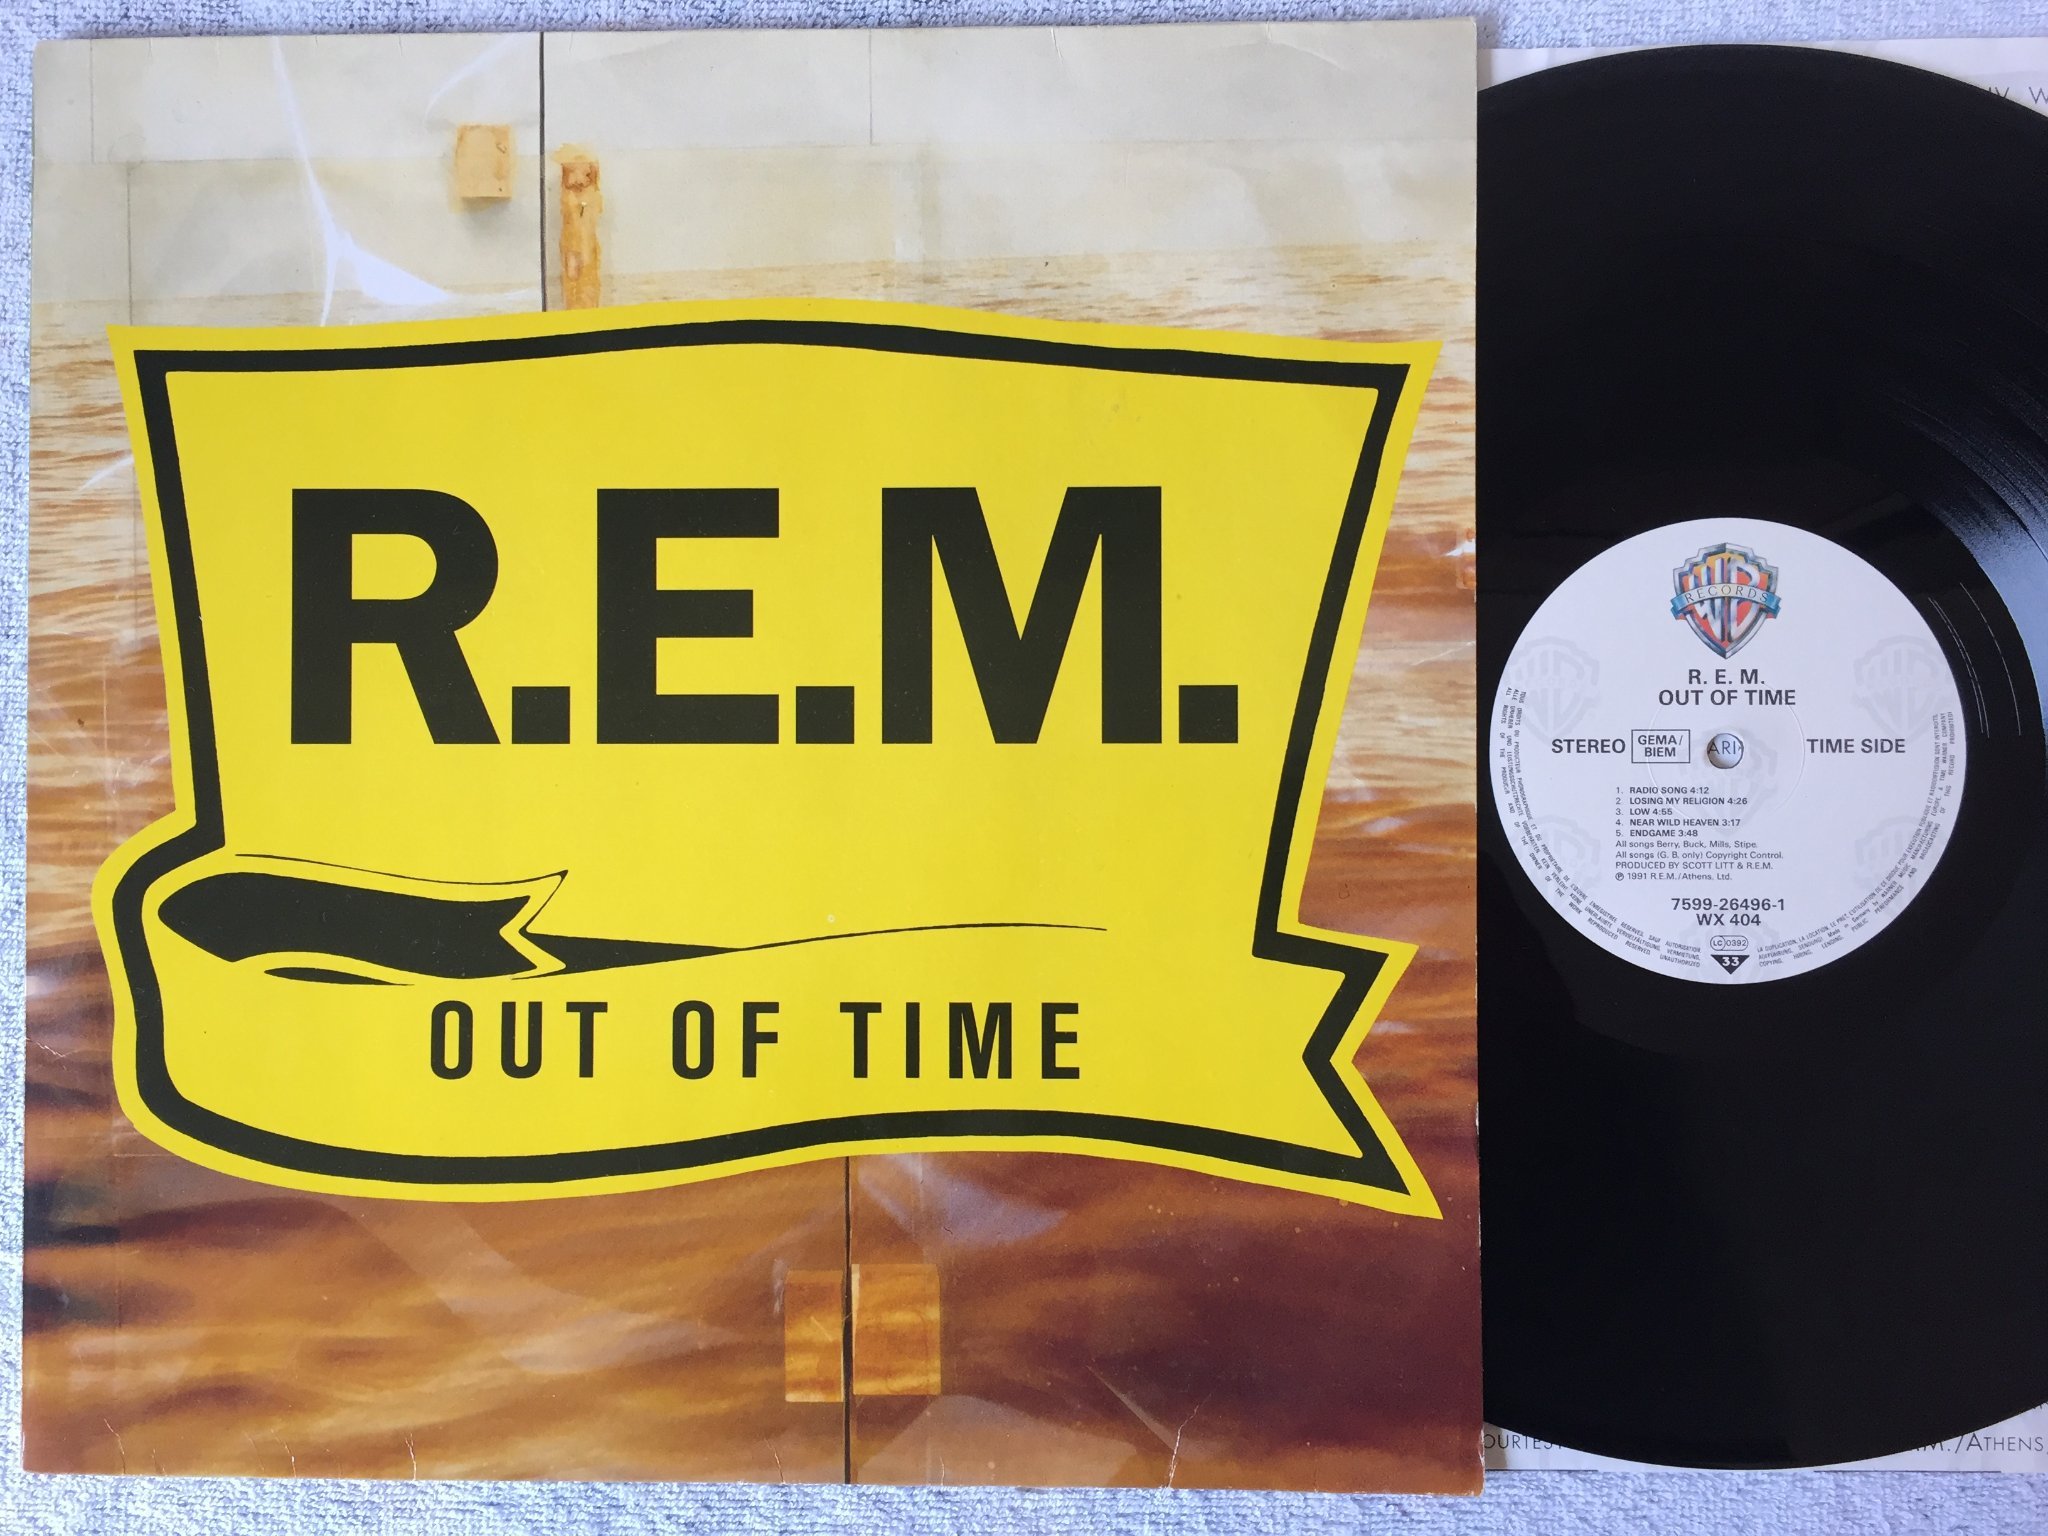 R.E.M.
OUT OF TIME
WB
RECORDS
R. E. M.
OUT OF TIME
STEREO GEMA/BIEM TIME SIDE
1. RADIO SONG 4:12
2. LOSING MY RELIGION 4:26
3. LOW 4:55
4. NEAR WILD HEAVEN 3:17
5. ENDGAME 3:48
All songs Berry, Buck, Mills, Stipe.
All songs (G. B. only) Copyright Control.
PRODUCED BY SCOTT LITT & R.E.M.
℗ 1991 R.E.M./Athens, Ltd.
7599-26496-1
WX 404
LC 0392
33